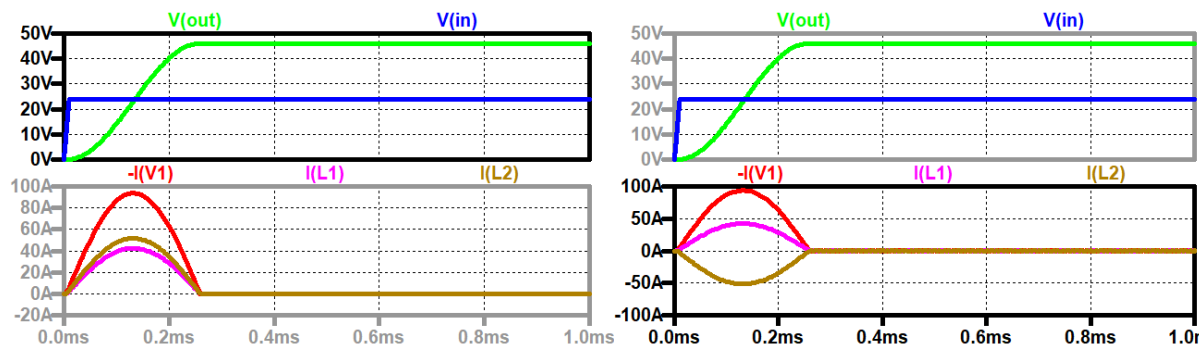 V(out) V(in)
50V
40V
30V
20V
10V
0V
-I(V1) I(L1) I(L2)
100A
80A
60A
40A
20A
0A
-20A
0.0ms 0.2ms 0.4ms 0.6ms 0.8ms 1.0ms
V(out) V(in)
50V
40V
30V
20V
10V
0V
-I(V1) I(L1) I(L2)
100A
50A
0A
-50A
-100A
0.0ms 0.2ms 0.4ms 0.6ms 0.8ms 1.0ms